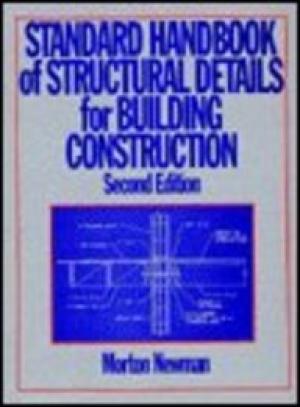 STANDARD HANDBOOK
of STRUCTURAL DETAILS
for BUILDING
CONSTRUCTION
Second Edition
Morton Newman